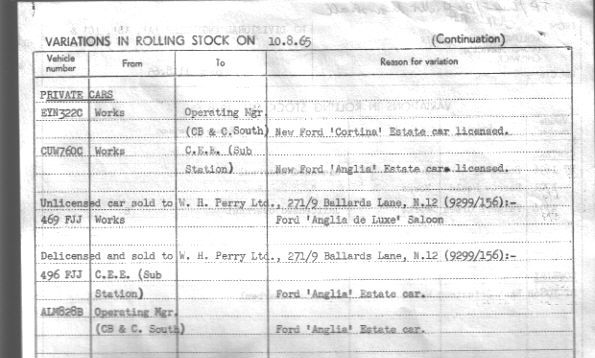 VARIATIONS IN ROLLING STOCK ON 10.8.65 (Continuation)
Vehicle number From To Reason for variation
PRIVATE CARS
EYN322C Works Operating Mgr.
(CB & C.South) New Ford 'Cortina' Estate car licensed.
CUW760C Works C.E.E. (Sub
Station) New Ford 'Anglia' Estate car licensed.
Unlicensed car sold to W. H. Perry Ltd., 271/9 Ballards Lane, N.12 (9299/156):-
469 FJJ Works Ford 'Anglia de Luxe' Saloon
Delicensed and sold to W. H. Perry Ltd., 271/9 Ballards Lane, N.12 (9299/156):-
496 FJJ C.E.E. (Sub
Station) Ford 'Anglia' Estate car.
ALM828B Operating Mgr.
(CB & C. South) Ford 'Anglia' Estate car.